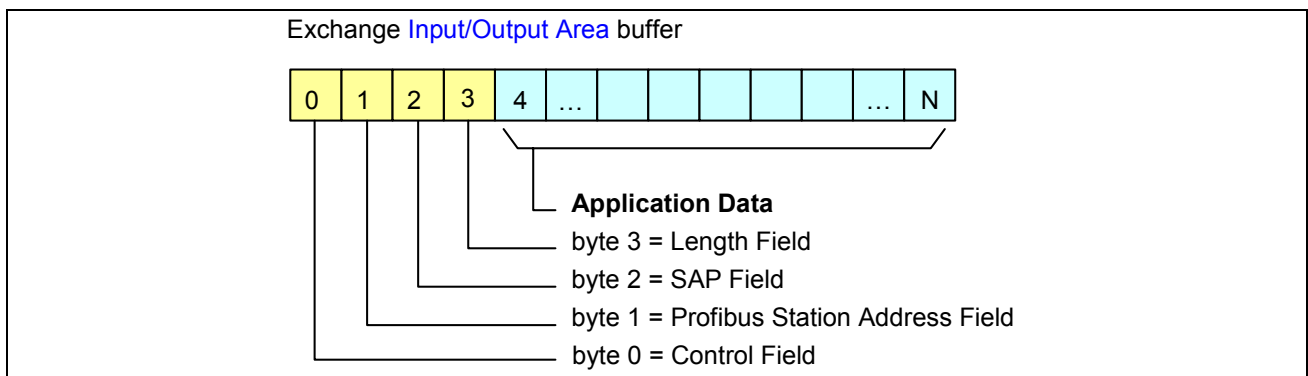 Exchange Input/Output Area buffer
0 1 2 3 4 … … N
Application Data
byte 3 = Length Field
byte 2 = SAP Field
byte 1 = Profibus Station Address Field
byte 0 = Control Field